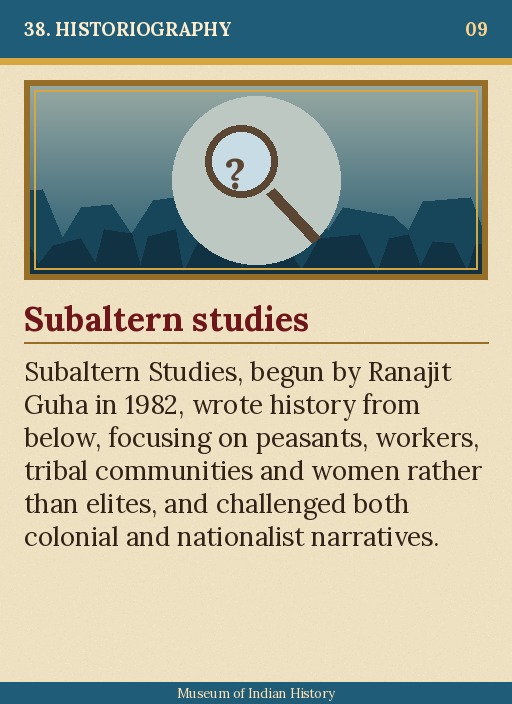 38. HISTORIOGRAPHY 09
?
Subaltern studies
Subaltern Studies, begun by Ranajit
Guha in 1982, wrote history from
below, focusing on peasants, workers,
tribal communities and women rather
than elites, and challenged both
colonial and nationalist narratives.
Museum of Indian History